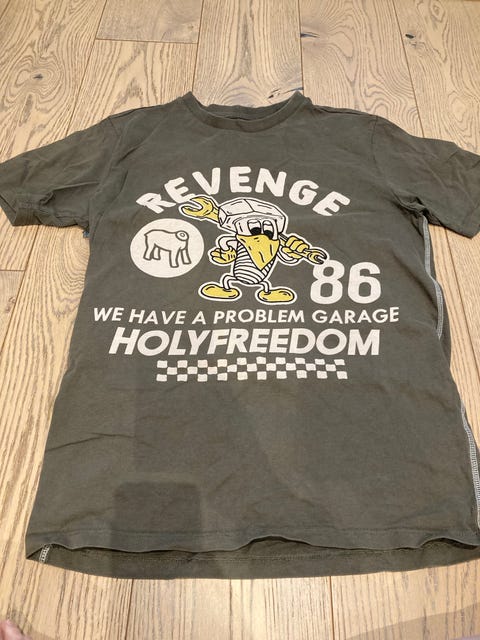 REVENGE
86
WE HAVE A PROBLEM GARAGE
HOLYFREEDOM